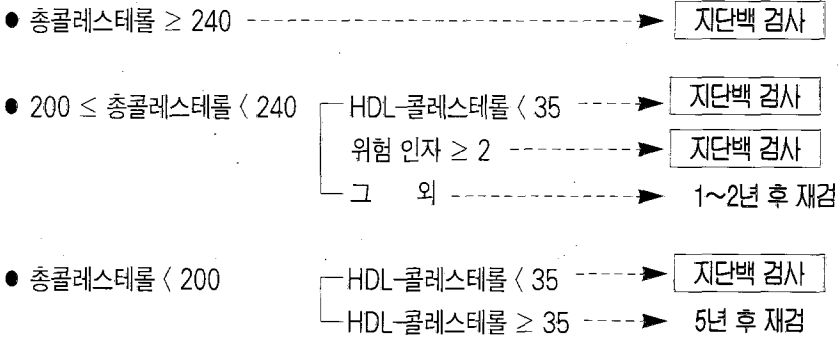 ● 총콜레스테롤 ≥ 240 지단백 검사
● 200 ≤ 총콜레스테롤 < 240 HDL-콜레스테롤 < 35 지단백 검사
위험 인자 ≥ 2 지단백 검사
그 외 1~2년 후 재검
● 총콜레스테롤 < 200 HDL-콜레스테롤 < 35 지단백 검사
HDL-콜레스테롤 ≥ 35 5년 후 재검